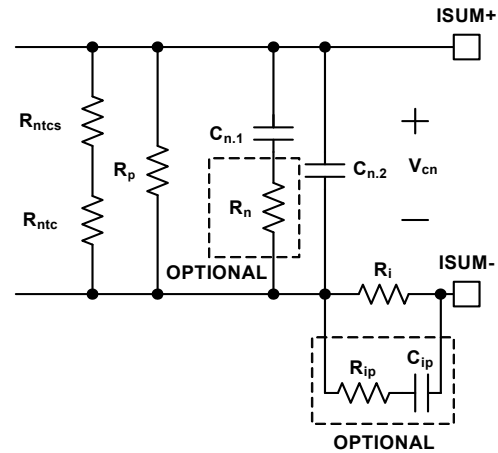 ISUM+
Rntcs
Cn.1
+
Rp
Cn.2
Vcn
Rntc
Rn
−
OPTIONAL
Ri
ISUM-
Rip
Cip
OPTIONAL